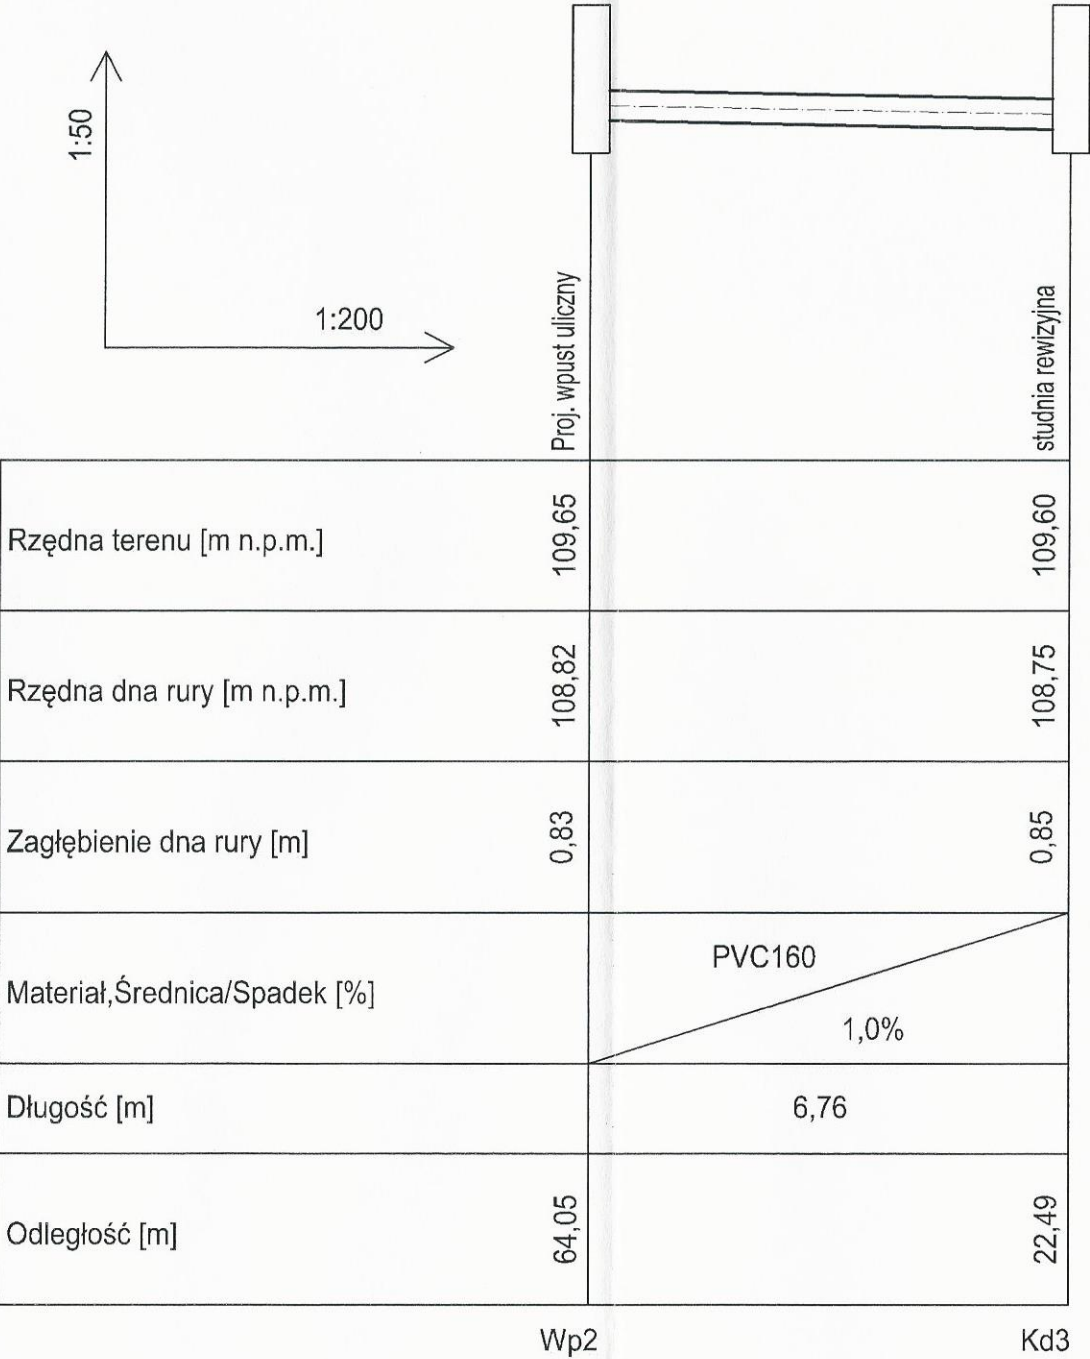 1:50
1:200
Proj. wpust uliczny
studnia rewizyjna
Rzędna terenu [m n.p.m.]
109,65
109,60
Rzędna dna rury [m n.p.m.]
108,82
108,75
Zagłębienie dna rury [m]
0,83
0,85
Materiał,Średnica/Spadek [%]
PVC160
1,0%
Długość [m]
6,76
Odległość [m]
64,05
22,49
Wp2
Kd3